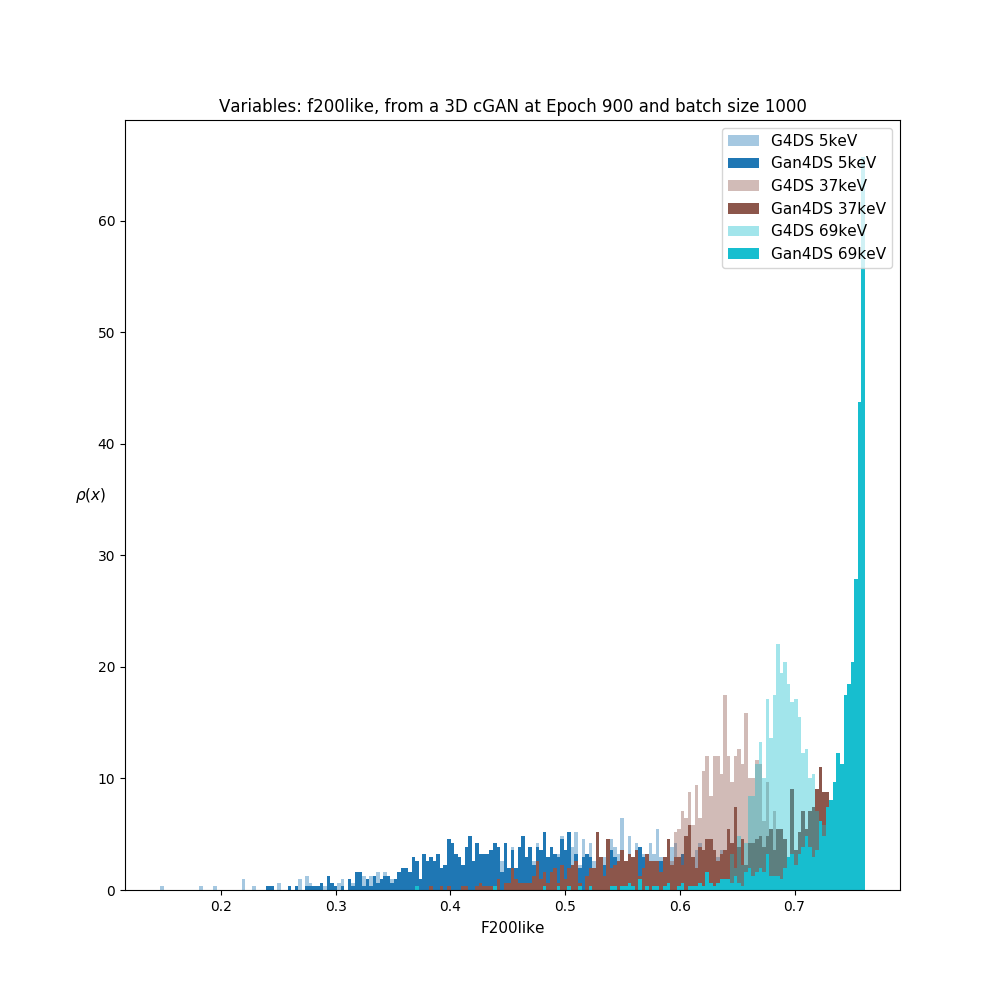 Variables: f200like, from a 3D cGAN at Epoch 900 and batch size 1000
G4DS 5keV
Gan4DS 5keV
G4DS 37keV
Gan4DS 37keV
G4DS 69keV
Gan4DS 69keV
60
50
40
ρ(x)
30
20
10
0
0.2 0.3 0.4 0.5 0.6 0.7
F200like